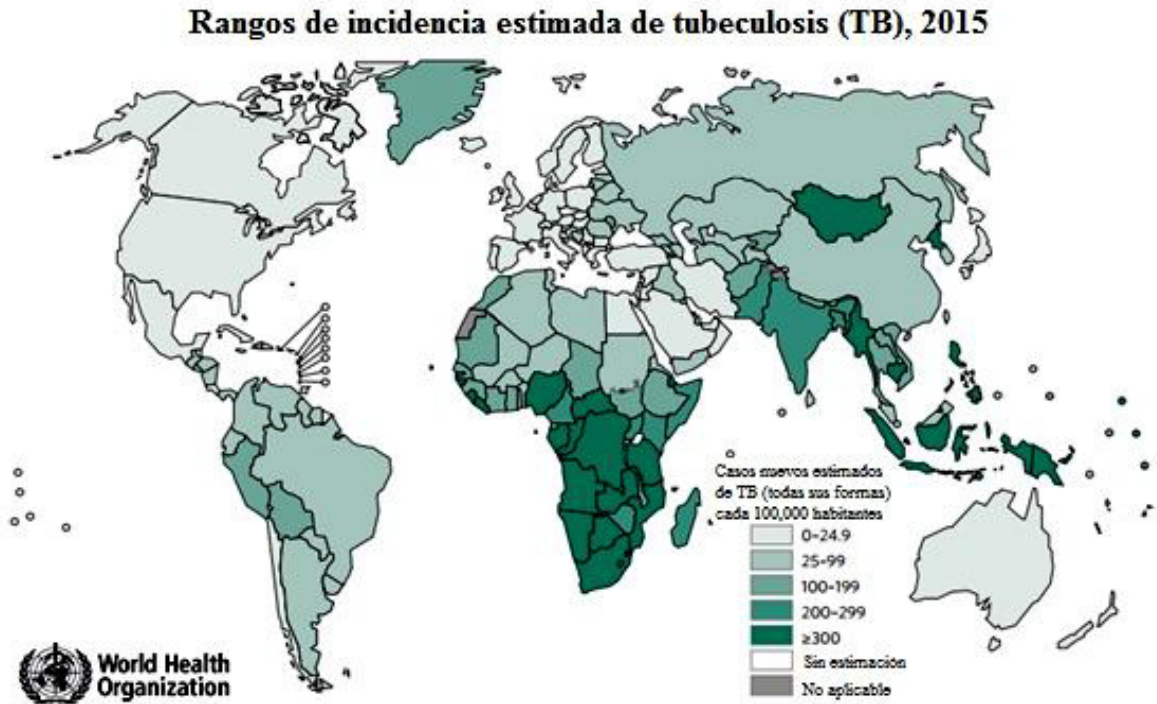 Rangos de incidencia estimada de tubeculosis (TB), 2015
Casos nuevos estimados
de TB (todas sus formas)
cada 100,000 habitantes
0–24.9
25–99
100–199
200–299
≥300
Sin estimación
No aplicable
World Health
Organization